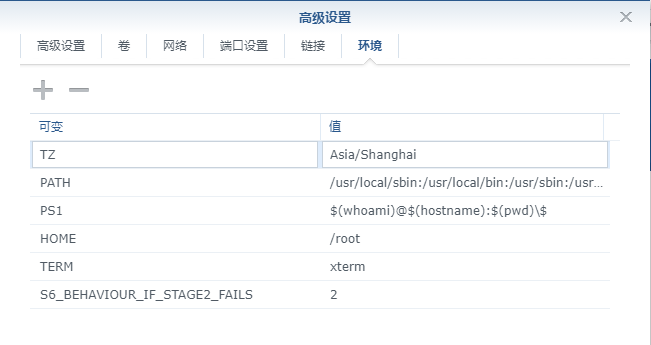 高级设置
高级设置 卷 网络 端口设置 链接 环境
可变 值
TZ Asia/Shanghai
PATH /usr/local/sbin:/usr/local/bin:/usr/sbin:/usr...
PS1 $(whoami)@$(hostname):$(pwd)\$
HOME /root
TERM xterm
S6_BEHAVIOUR_IF_STAGE2_FAILS 2